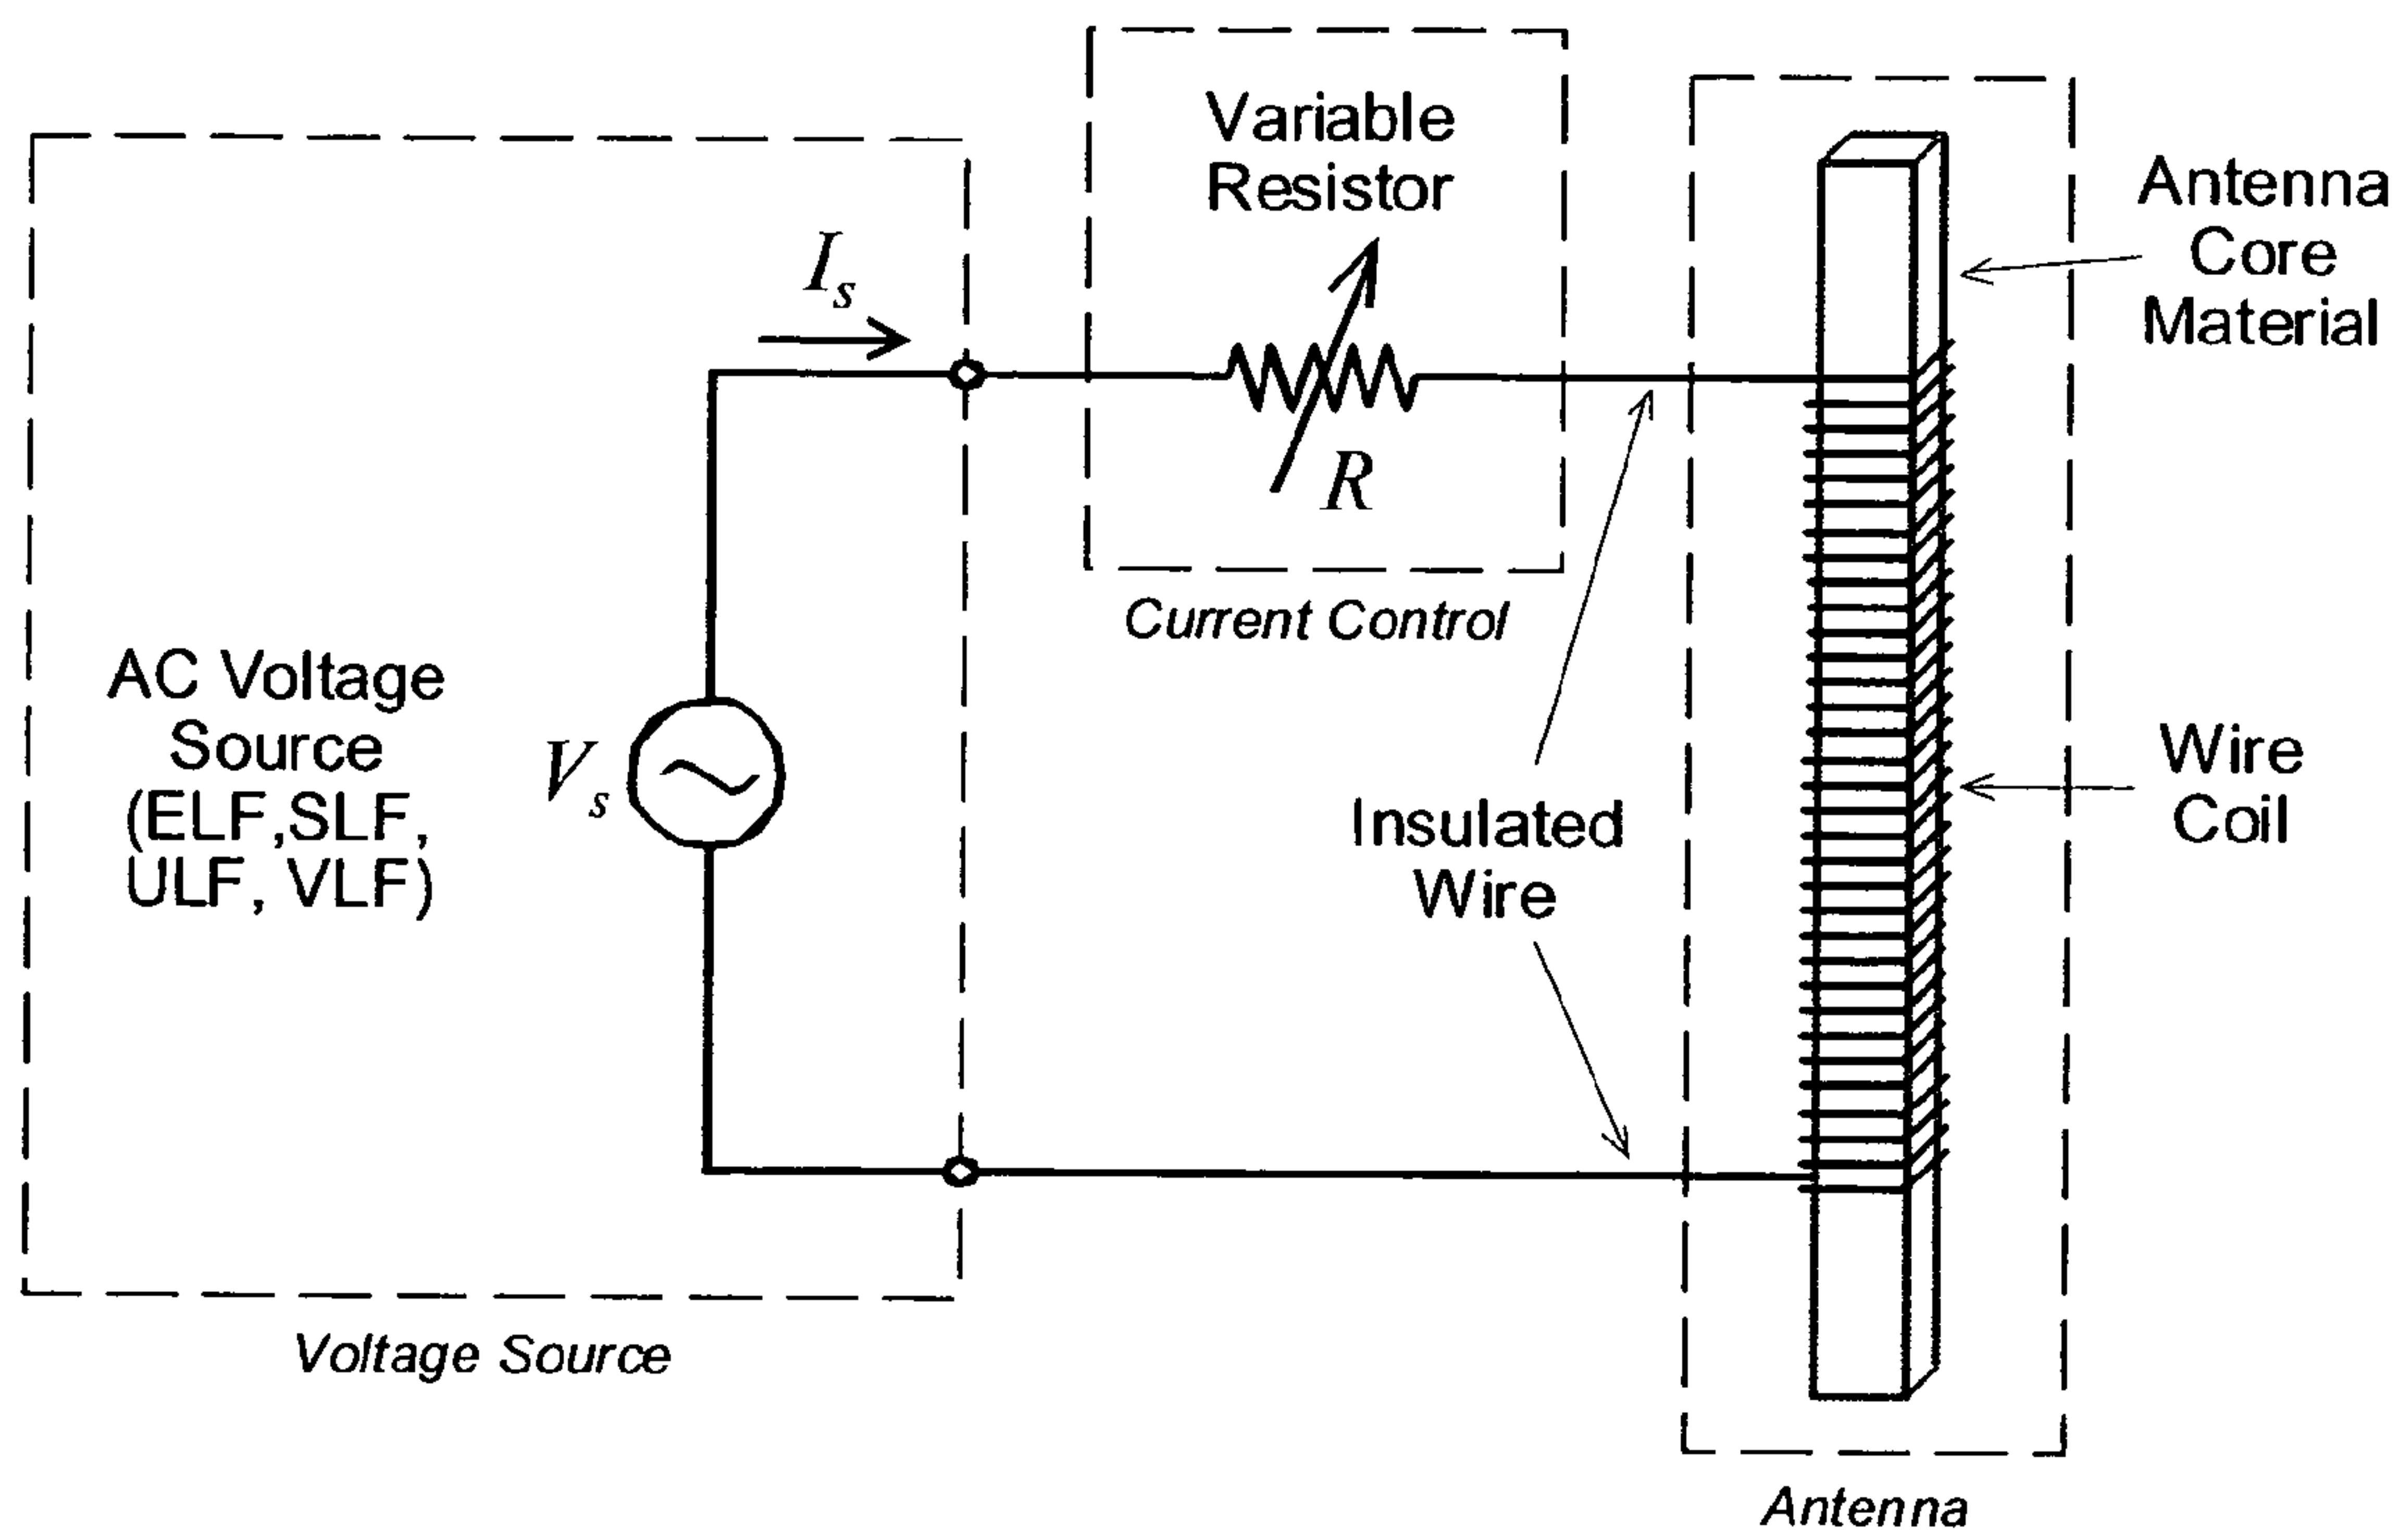 Variable
Resistor
R
Current Control
I_s
AC Voltage
Source
(ELF,SLF,
ULF, VLF)
V_s
Voltage Source
Insulated
Wire
Antenna
Core
Material
Wire
Coil
Antenna